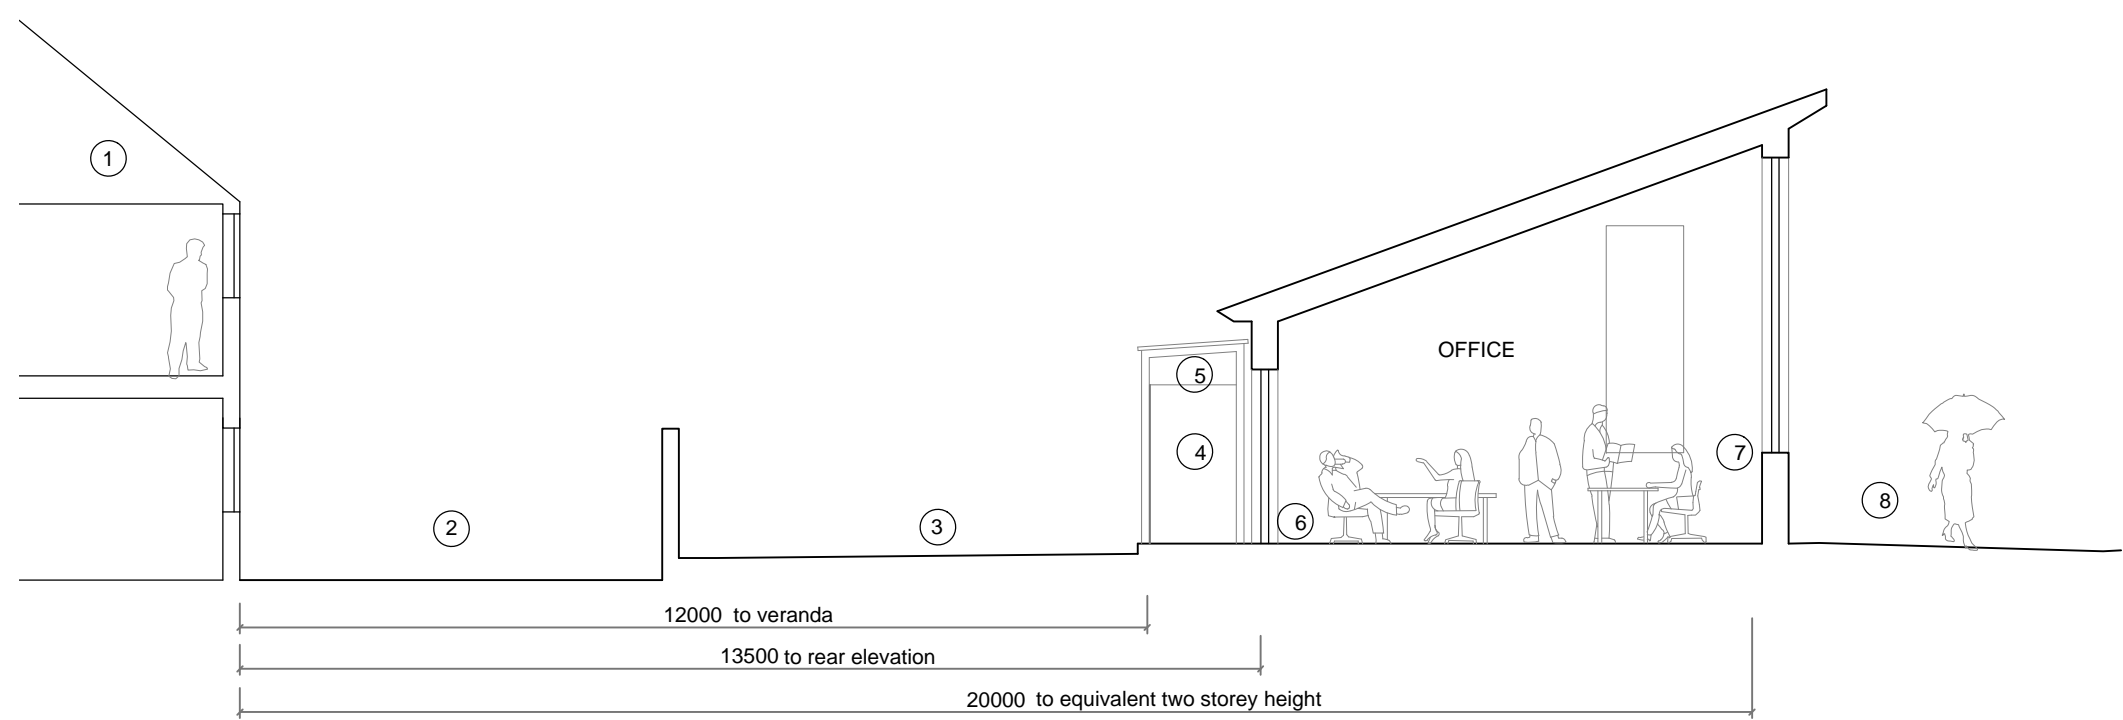 1
5
OFFICE
4
7
8
6
2
3
12000 to veranda
13500 to rear elevation
20000 to equivalent two storey height